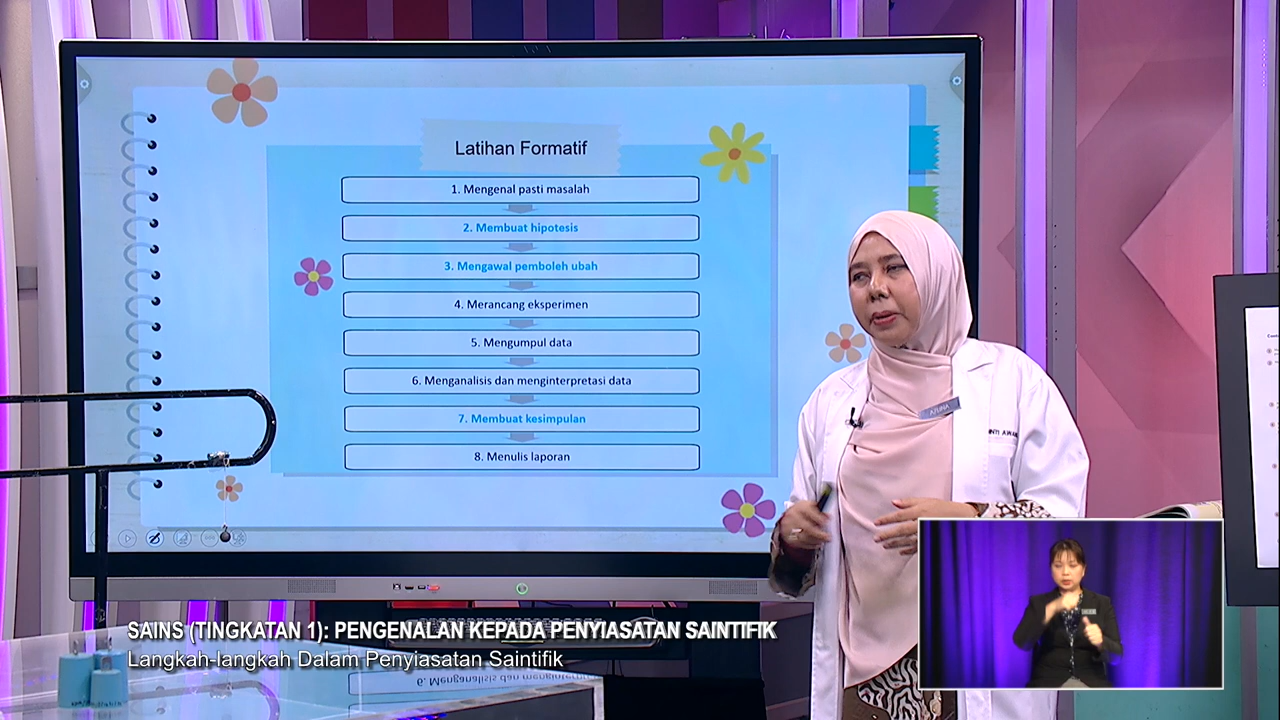 Latihan Formatif
1. Mengenal pasti masalah
2. Membuat hipotesis
3. Mengawal pemboleh ubah
4. Merancang eksperimen
5. Mengumpul data
6. Menganalisis dan menginterpretasi data
7. Membuat kesimpulan
8. Menulis laporan
SAINS (TINGKATAN 1): PENGENALAN KEPADA PENYIASATAN SAINTIFIK
Langkah-langkah Dalam Penyiasatan Saintifik